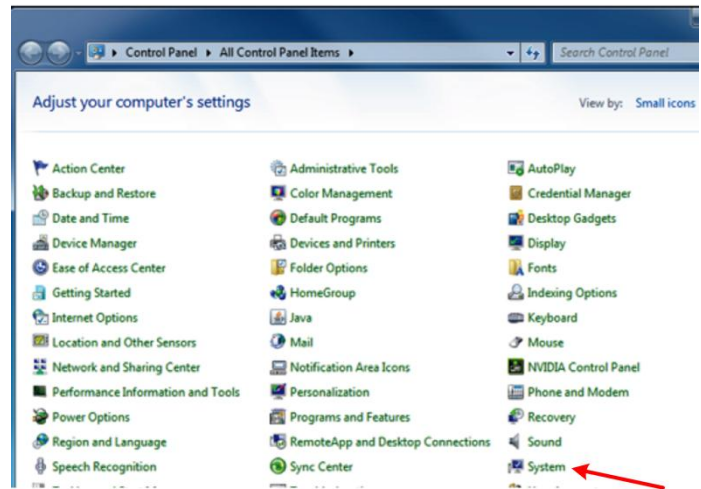 Control Panel ▸ All Control Panel Items ▸ Search Control Panel
Adjust your computer's settings View by: Small icons
Action Center Administrative Tools AutoPlay
Backup and Restore Color Management Credential Manager
Date and Time Default Programs Desktop Gadgets
Device Manager Devices and Printers Display
Ease of Access Center Folder Options Fonts
Getting Started HomeGroup Indexing Options
Internet Options Java Keyboard
Location and Other Sensors Mail Mouse
Network and Sharing Center Notification Area Icons NVIDIA Control Panel
Performance Information and Tools Personalization Phone and Modem
Power Options Programs and Features Recovery
Region and Language RemoteApp and Desktop Connections Sound
Speech Recognition Sync Center System